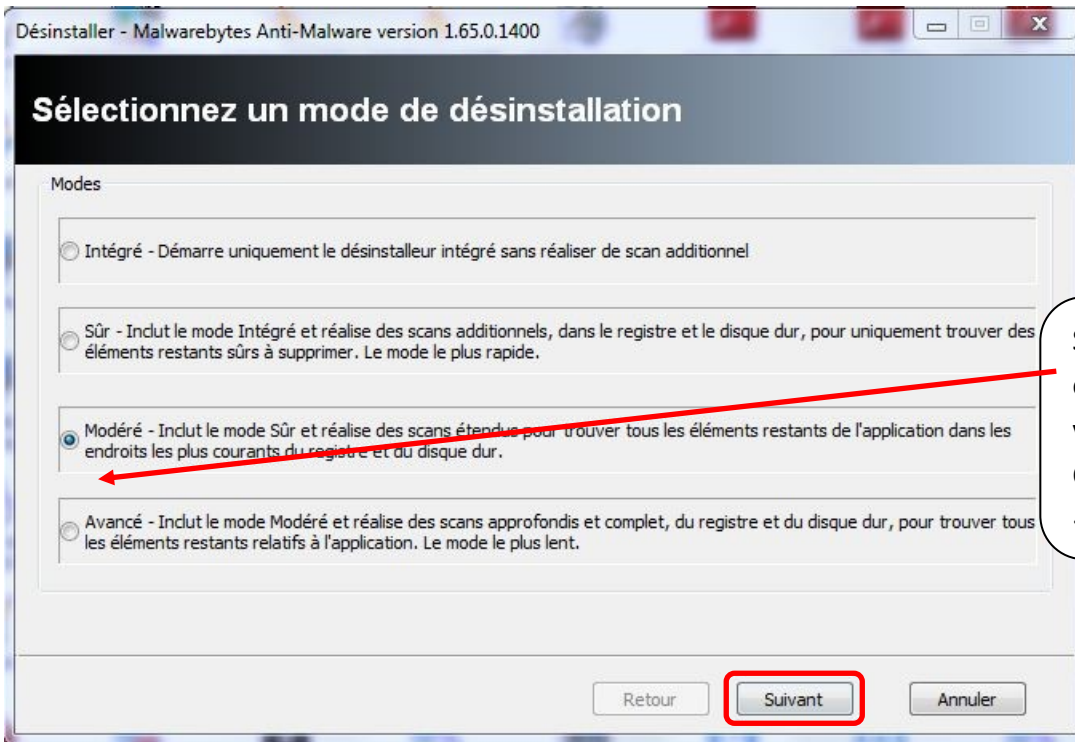 Désinstaller - Malwarebytes Anti-Malware version 1.65.0.1400
Sélectionnez un mode de désinstallation
Modes
Intégré - Démarre uniquement le désinstalleur intégré sans réaliser de scan additionnel
Sûr - Inclut le mode Intégré et réalise des scans additionnels, dans le registre et le disque dur, pour uniquement trouver des
éléments restants sûrs à supprimer. Le mode le plus rapide.
Modéré - Inclut le mode Sûr et réalise des scans étendus pour trouver tous les éléments restants de l'application dans les
endroits les plus courants du registre et du disque dur.
Avancé - Inclut le mode Modéré et réalise des scans approfondis et complet, du registre et du disque dur, pour trouver tous
les éléments restants relatifs à l'application. Le mode le plus lent.
Retour
Suivant
Annuler